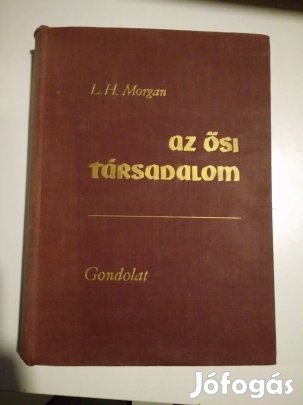 L. H. Morgan
AZ ŐSI
TÁRSADALOM
Gondolat
Jófogás